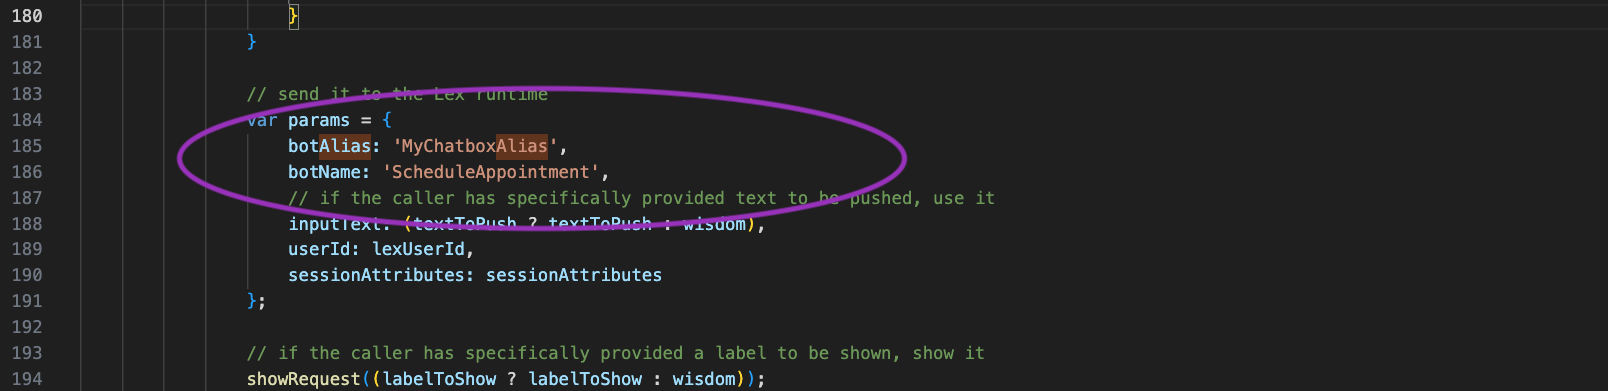 180 }
181 }
182
183 // send it to the Lex runtime
184 var params = {
185 botAlias: 'MyChatboxAlias',
186 botName: 'ScheduleAppointment',
187 // if the caller has specifically provided text to be pushed, use it
188 inputText: (textToPush ? textToPush : wisdom),
189 userId: lexUserId,
190 sessionAttributes: sessionAttributes
191 };
192
193 // if the caller has specifically provided a label to be shown, show it
194 showRequest((labelToShow ? labelToShow : wisdom));